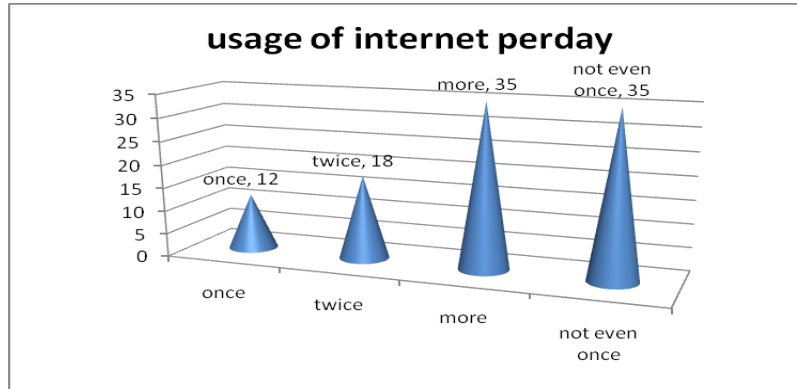 usage of internet perday
not even
more, 35
once, 35
35
30
twice, 18
25
once, 12
20
15
10
5
0
once
twice
more
not even
once